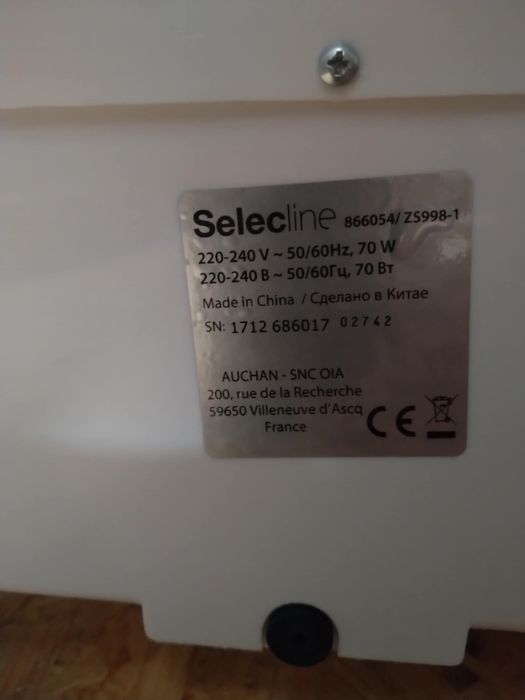 Selecline 866054/ZS998-1
220-240 V ~ 50/60Hz, 70 W
220-240 В ~ 50/60Гц, 70 Вт
Made in China / Сделано в Китае
SN: 1712 686017 02742
AUCHAN - SNC OIA
200, rue de la Recherche
59650 Villeneuve d'Ascq
France
CE